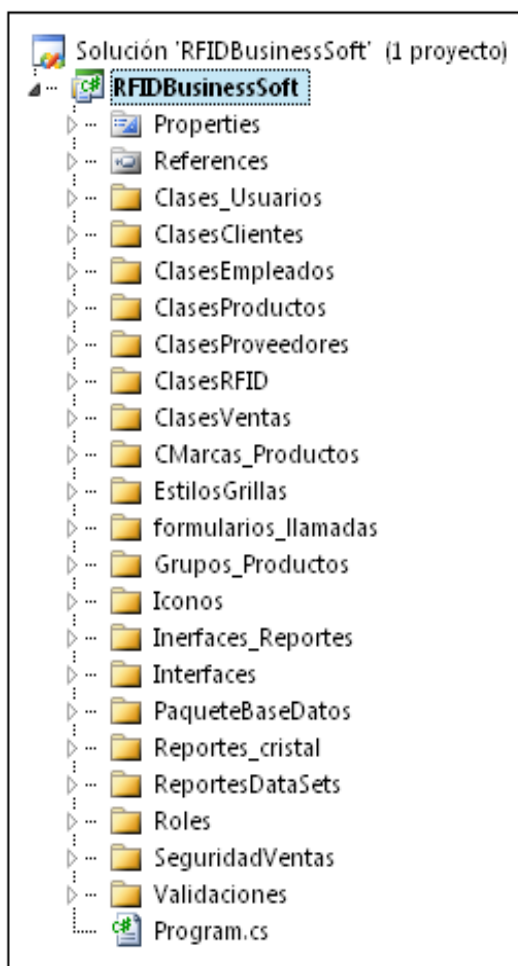 Solución 'RFIDBusinessSoft' (1 proyecto)
RFIDBusinessSoft
Properties
References
Clases_Usuarios
ClasesClientes
ClasesEmpleados
ClasesProductos
ClasesProveedores
ClasesRFID
ClasesVentas
CMarcas_Productos
EstilosGrillas
formularios_llamadas
Grupos_Productos
Iconos
Inerfaces_Reportes
Interfaces
PaqueteBaseDatos
Reportes_cristal
ReportesDataSets
Roles
SeguridadVentas
Validaciones
Program.cs